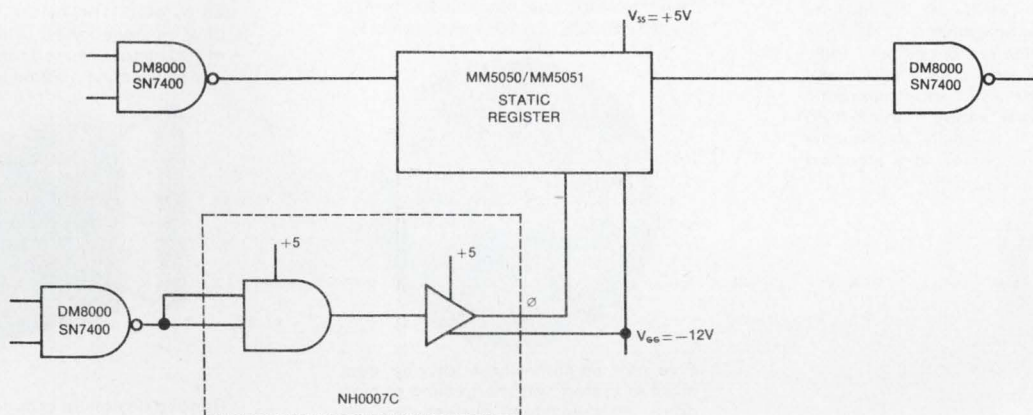 V_SS = +5V
DM8000
SN7400
MM5050/MM5051
STATIC
REGISTER
DM8000
SN7400
+5
+5
ø
DM8000
SN7400
V_GG = −12V
NH0007C